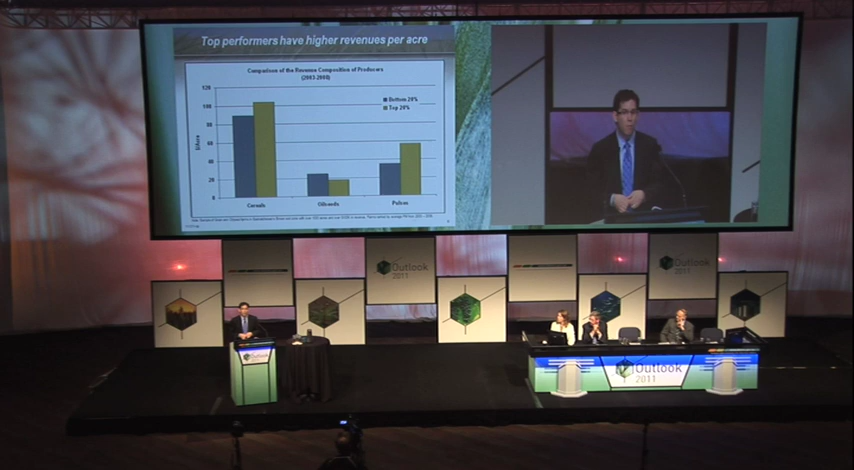 Top performers have higher revenues per acre
Comparison of the Revenue Composition of Producers
(2003-2008)
120
100
80
60
40
20
0
$/Acre
Bottom 20%
Top 20%
Cereals
Oilseeds
Pulses
Outlook
2011
Outlook
2011
Outlook
2011
Outlook
2011